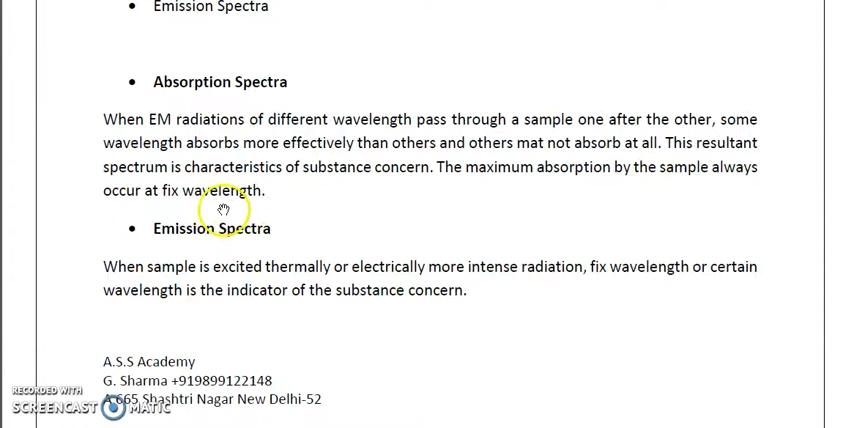 • Emission Spectra
• Absorption Spectra
When EM radiations of different wavelength pass through a sample one after the other, some
wavelength absorbs more effectively than others and others mat not absorb at all. This resultant
spectrum is characteristics of substance concern. The maximum absorption by the sample always
occur at fix wavelength.
• Emission Spectra
When sample is excited thermally or electrically more intense radiation, fix wavelength or certain
wavelength is the indicator of the substance concern.
A.S.S Academy
G. Sharma +919899122148
A 665 Shashtri Nagar New Delhi-52
RECORDED WITH
SCREENCAST MATIC